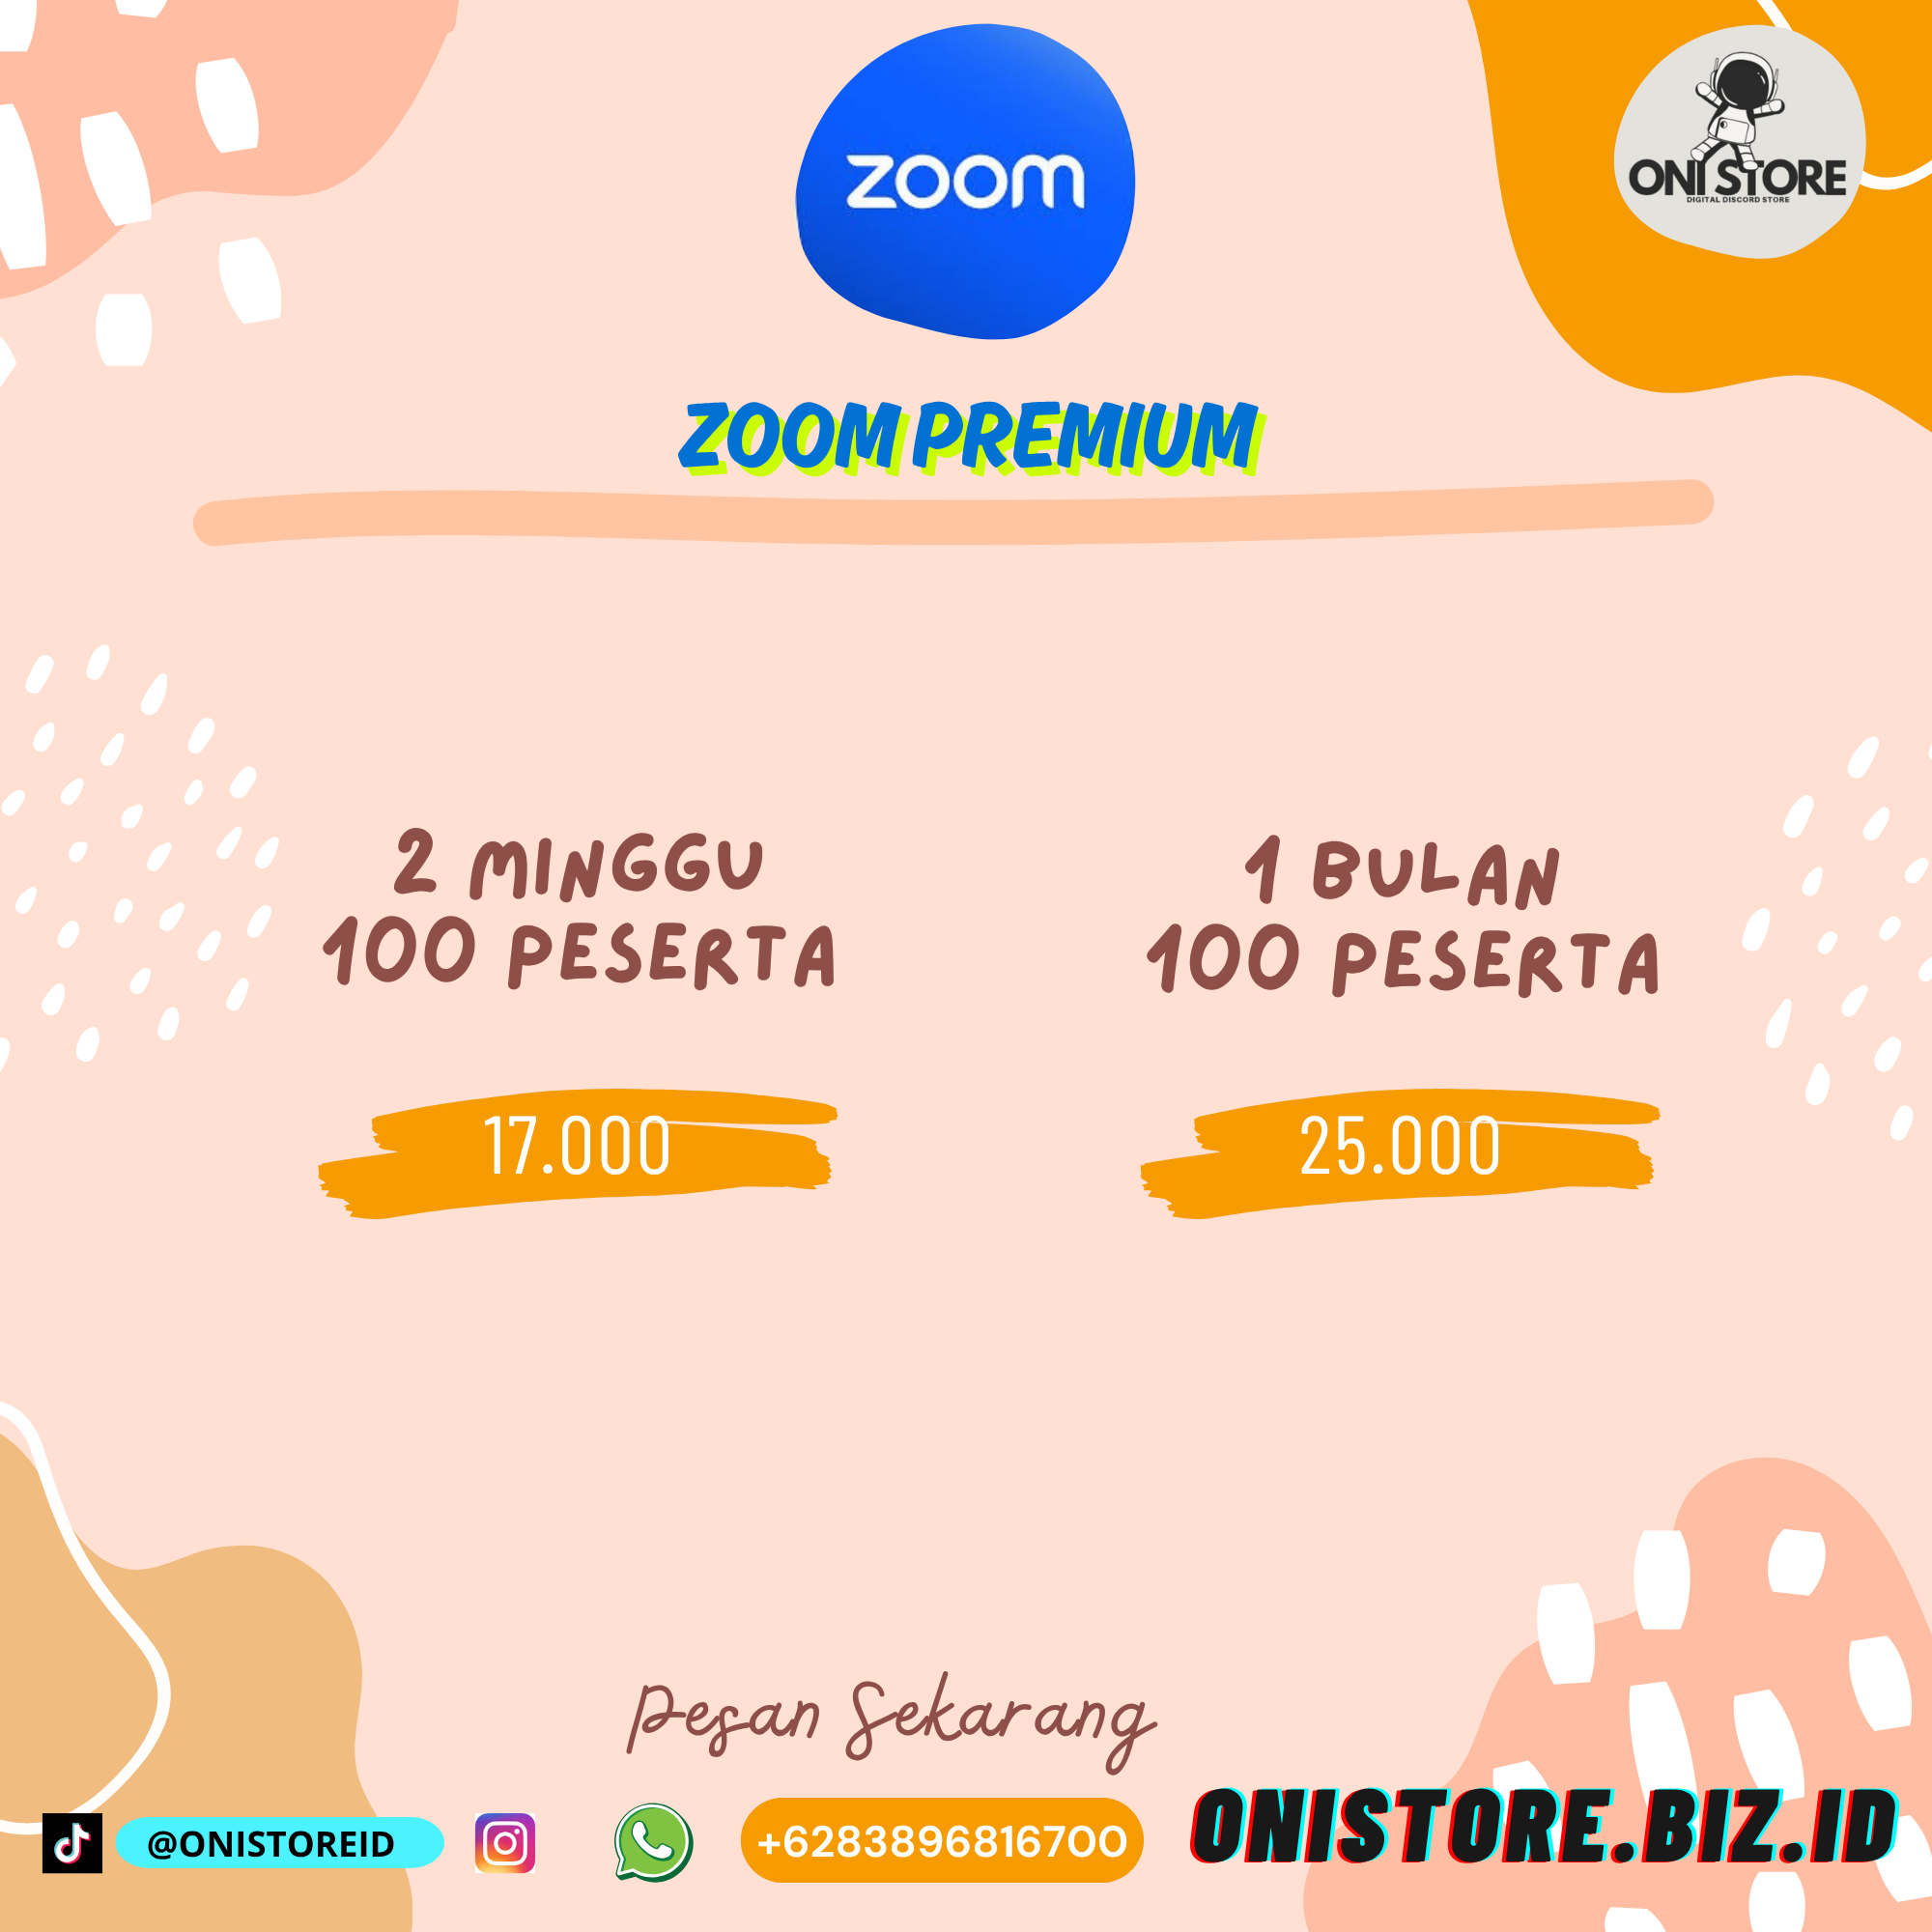 zoom
ONI STORE
DIGITAL DISCORD STORE
ZOOM PREMIUM
2 MINGGU
100 PESERTA
17.000
1 BULAN
100 PESERTA
25.000
Pesan Sekarang
@ONISTOREID
+6283896816700
ONISTORE.BIZ.ID